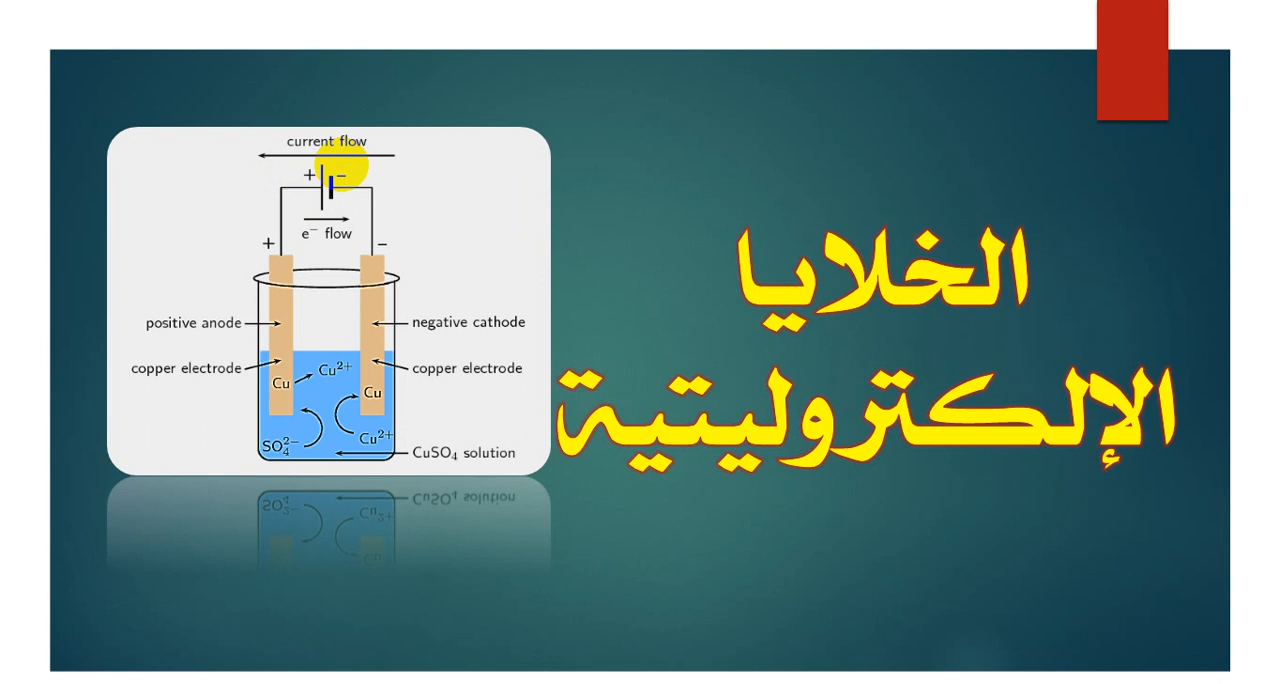 current flow
+ −
e⁻ flow
+ −
positive anode
negative cathode
copper electrode
copper electrode
Cu
Cu²⁺
Cu
SO₄²⁻
Cu²⁺
CuSO₄ solution
الخلايا
الإلكتروليتية